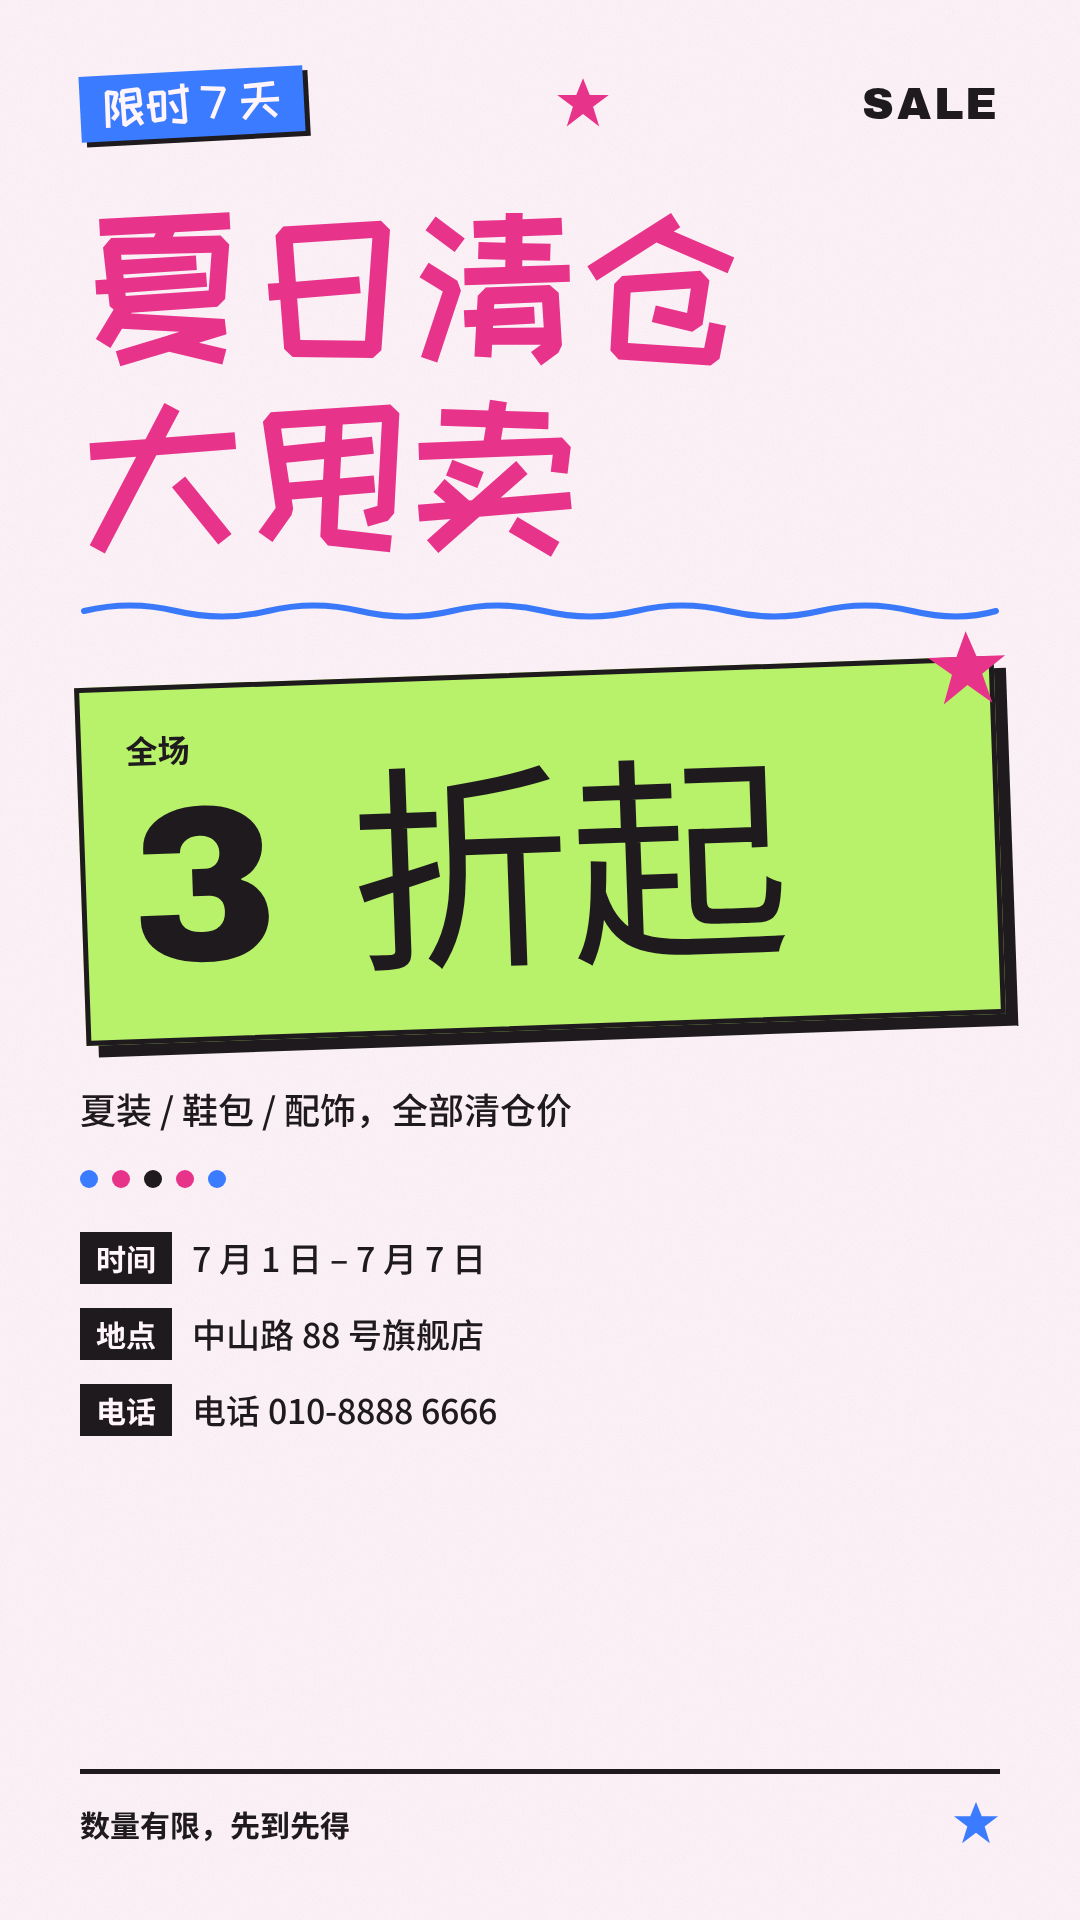 限时 7 天
SALE
夏日清仓
大甩卖
全场
3 折起
夏装 / 鞋包 / 配饰，全部清仓价
时间 7 月 1 日 – 7 月 7 日
地点 中山路 88 号旗舰店
电话 电话 010-8888 6666
数量有限，先到先得